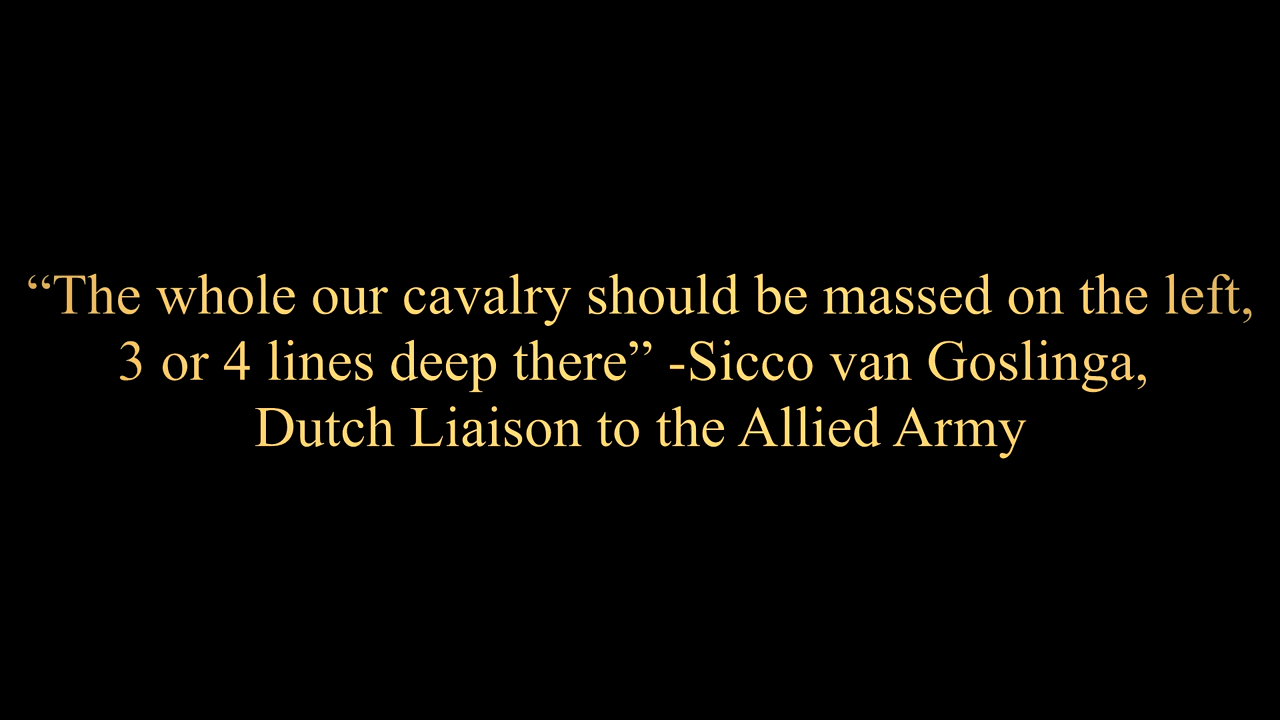 “The whole our cavalry should be massed on the left,
3 or 4 lines deep there” -Sicco van Goslinga,
Dutch Liaison to the Allied Army